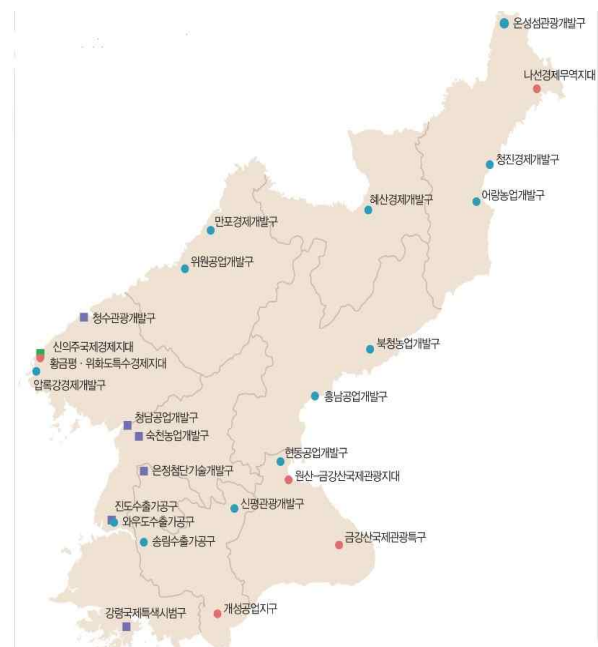 온성섬관광개발구
나선경제무역지대
청진경제개발구
어랑농업개발구
혜산경제개발구
만포경제개발구
위원공업개발구
청수관광개발구
신의주국제경제지대
황금평·위화도특수경제지대
압록강경제개발구
북청농업개발구
흥남공업개발구
청남공업개발구
숙천농업개발구
현동공업개발구
은정첨단기술개발구
원산-금강산국제관광지대
진도수출가공구
신평관광개발구
와우도수출가공구
송림수출가공구
금강산국제관광특구
강령국제특색시범구
개성공업지구